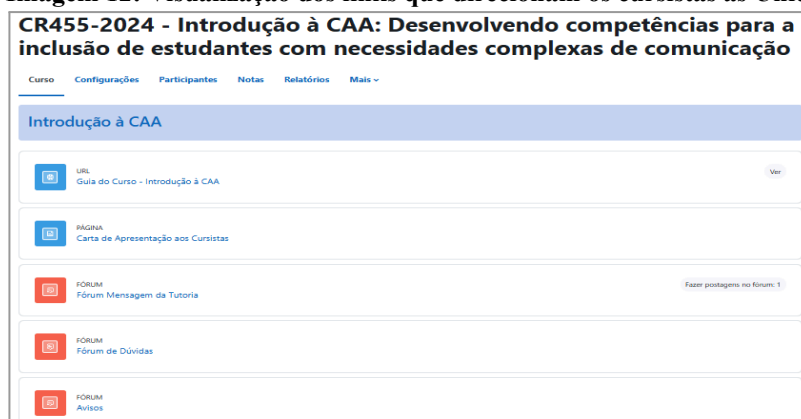 CR455-2024 - Introdução à CAA: Desenvolvendo competências para a
inclusão de estudantes com necessidades complexas de comunicação
Curso Configurações Participantes Notas Relatórios Mais
Introdução à CAA
URL
Guia do Curso - Introdução à CAA
Ver
PÁGINA
Carta de Apresentação aos Cursistas
FÓRUM
Fórum Mensagem da Tutoria
Fazer postagens no fórum: 1
FÓRUM
Fórum de Dúvidas
FÓRUM
Avisos